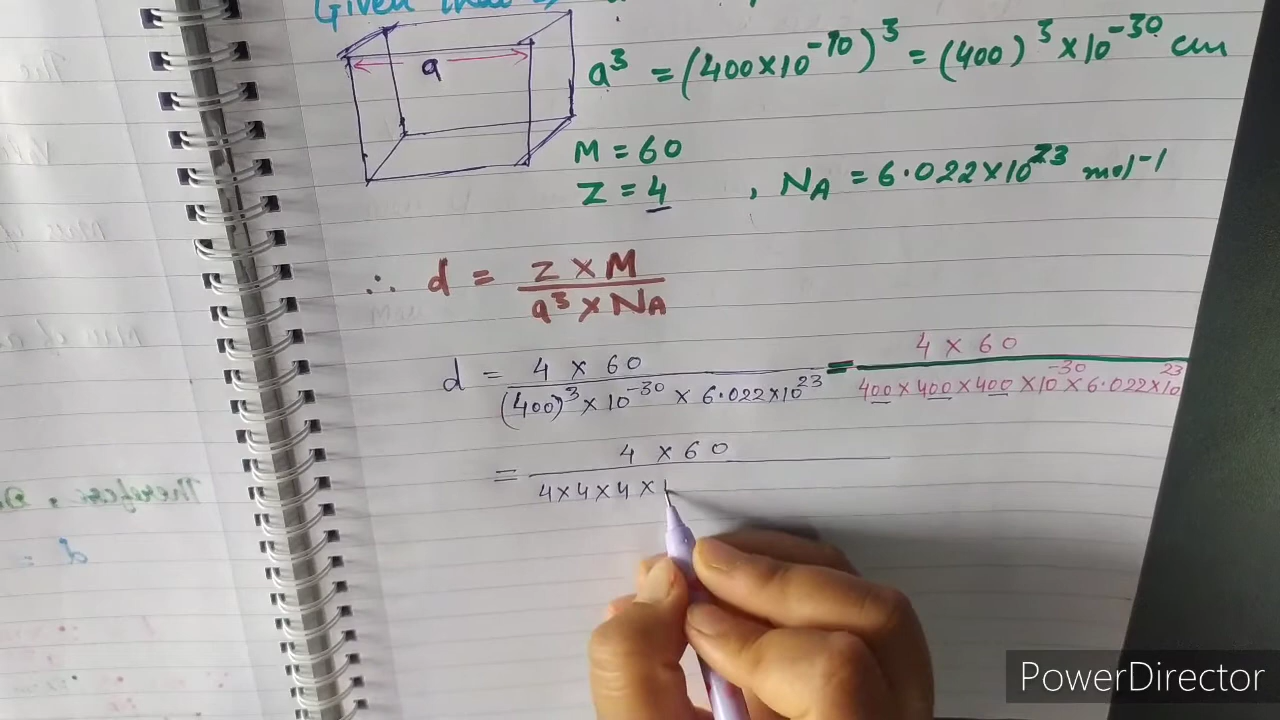 Given that
a
a³ = (400×10⁻¹⁰)³ = (400)³ × 10⁻³⁰ cm
M = 60
Z = 4 , NA = 6.022×10²³ mol⁻¹
∴ d = Z × M / a³ × NA
d = 4 × 60 / (400)³ × 10⁻³⁰ × 6.022×10²³ = 4 × 60 / 400 × 400 × 400 × 10⁻³⁰ × 6.022×10²³
= 4 × 60 / 4 × 4 × 4 ×
PowerDirector